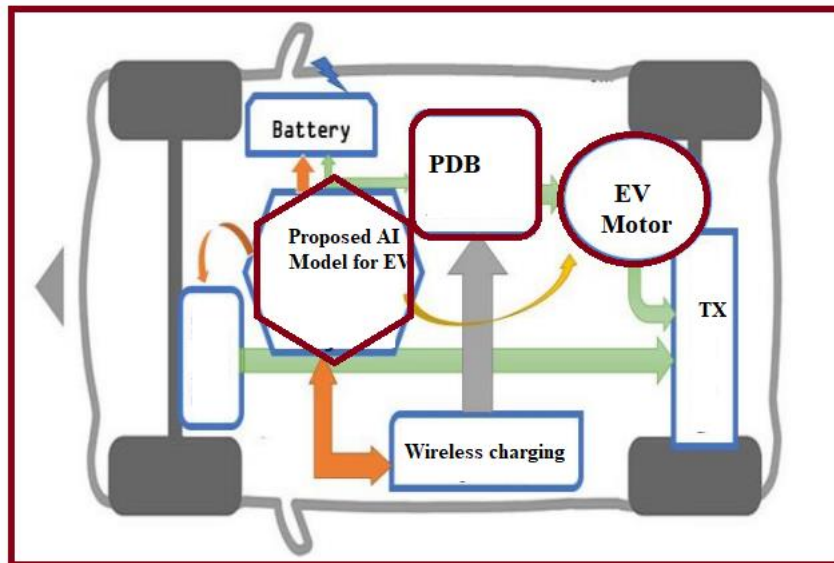 Battery
PDB
EV
Motor
Proposed AI
Model for EV
TX
Wireless charging